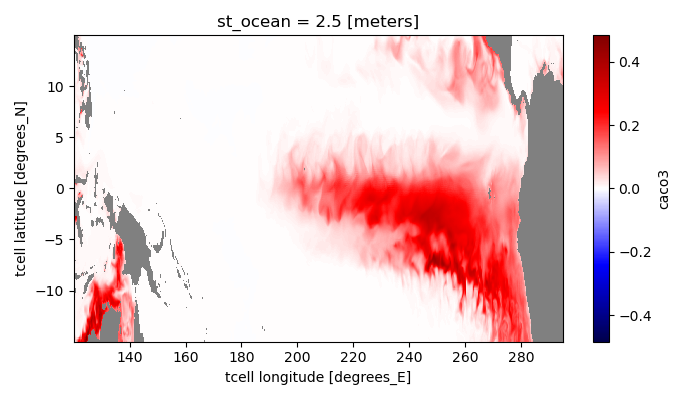 st_ocean = 2.5 [meters]
tcell latitude [degrees_N]
10
5
0
−5
−10
140 160 180 200 220 240 260 280
tcell longitude [degrees_E]
0.4
0.2
0.0
−0.2
−0.4
caco3